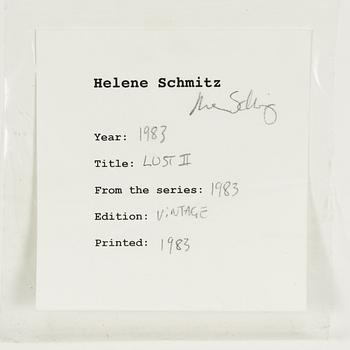 Helene Schmitz
Year: 1983
Title: LUST II
From the series: 1983
Edition: VINTAGE
Printed: 1983